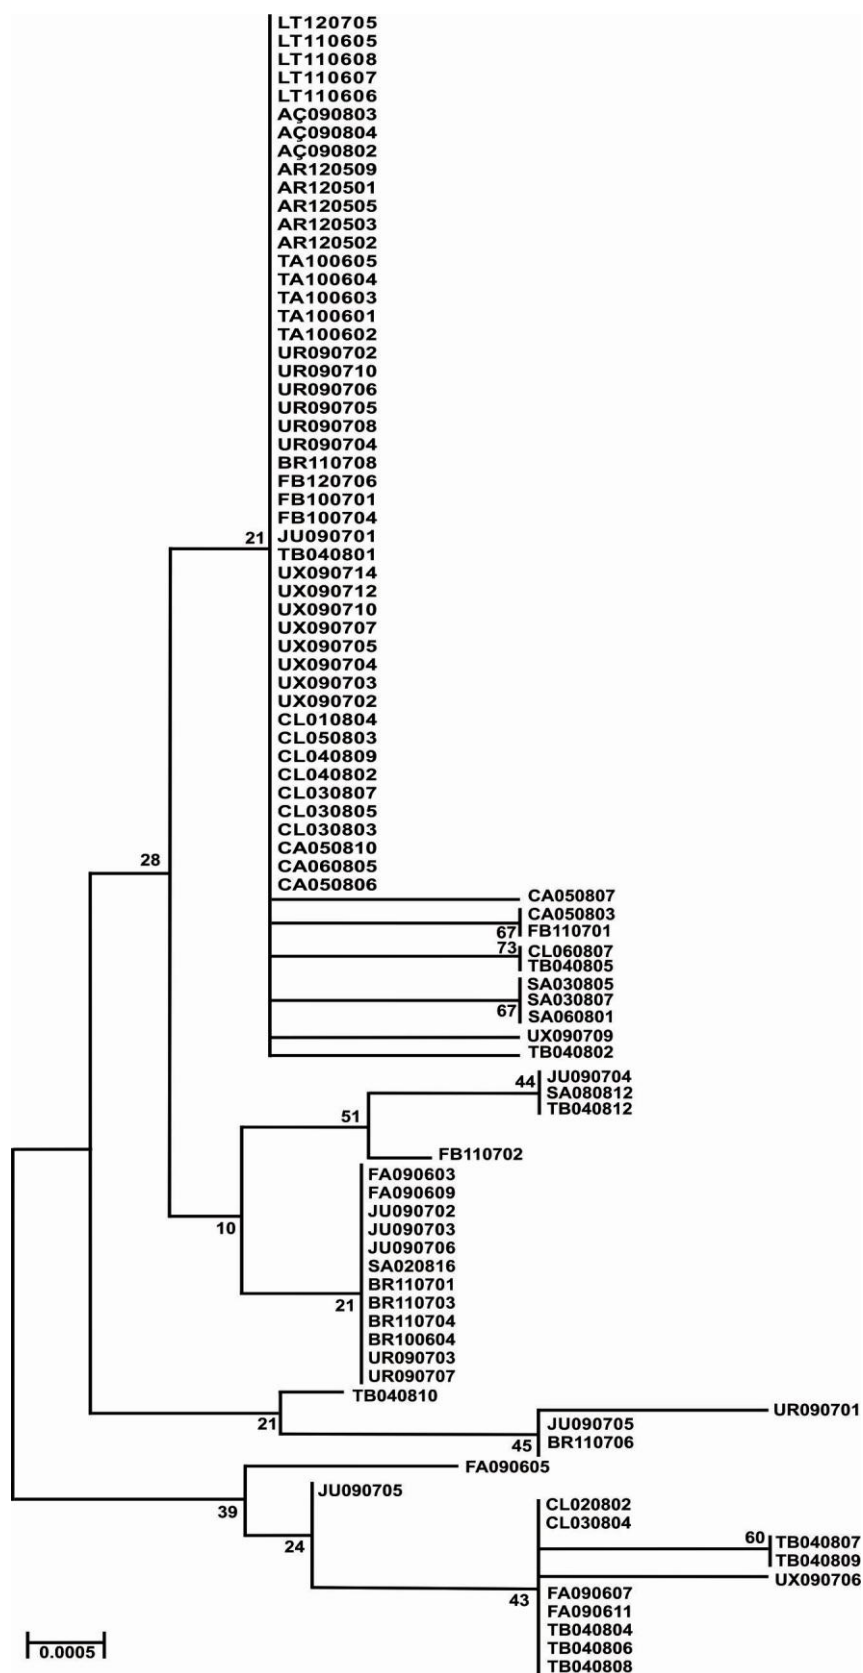 LT120705
LT110605
LT110608
LT110607
LT110606
AÇ090803
AÇ090804
AÇ090802
AR120509
AR120501
AR120505
AR120503
AR120502
TA100605
TA100604
TA100603
TA100601
TA100602
UR090702
UR090710
UR090706
UR090705
UR090708
UR090704
BR110708
FB120706
FB100701
FB100704
21
JU090701
TB040801
UX090714
UX090712
UX090710
UX090707
UX090705
UX090704
UX090703
UX090702
CL010804
CL050803
CL040809
CL040802
CL030807
CL030805
CL030803
CA050810
28
CA060805
CA050806
CA050807
CA050803
67
FB110701
73
CL060807
TB040805
SA030805
SA030807
67
SA060801
UX090709
TB040802
44
JU090704
SA080812
TB040812
51
FB110702
FA090603
FA090609
JU090702
10
JU090703
JU090706
SA020816
BR110701
21
BR110703
BR110704
BR100604
UR090703
UR090707
TB040810
UR090701
21
JU090705
45
BR110706
FA090605
JU090705
39
CL020802
CL030804
24
60
TB040807
TB040809
UX090706
43
FA090607
FA090611
TB040804
TB040806
0.0005
TB040808